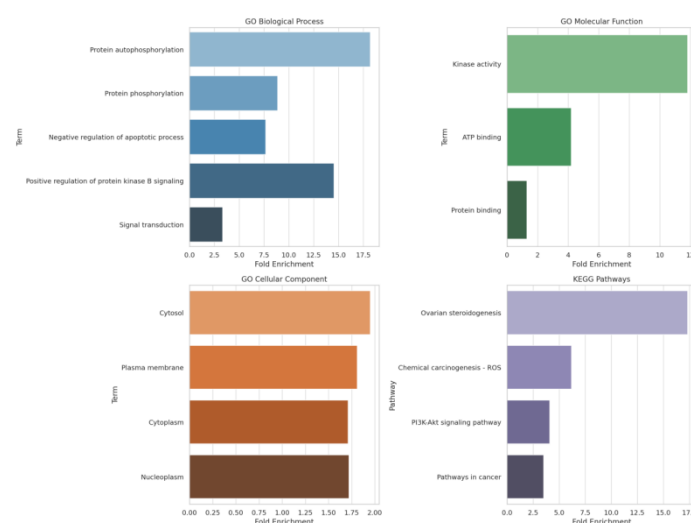 GO Biological Process
Term
Protein autophosphorylation
Protein phosphorylation
Negative regulation of apoptotic process
Positive regulation of protein kinase B signaling
Signal transduction
0.0 2.5 5.0 7.5 10.0 12.5 15.0 17.5
Fold Enrichment
GO Molecular Function
Term
Kinase activity
ATP binding
Protein binding
0 2 4 6 8 10
Fold Enrichment
GO Cellular Component
Term
Cytosol
Plasma membrane
Cytoplasm
Nucleoplasm
0.00 0.25 0.50 0.75 1.00 1.25 1.50 1.75 2.00
Fold Enrichment
KEGG Pathways
Pathway
Ovarian steroidogenesis
Chemical carcinogenesis - ROS
PI3K-Akt signaling pathway
Pathways in cancer
0.0 2.5 5.0 7.5 10.0 12.5 15.0
Fold Enrichment